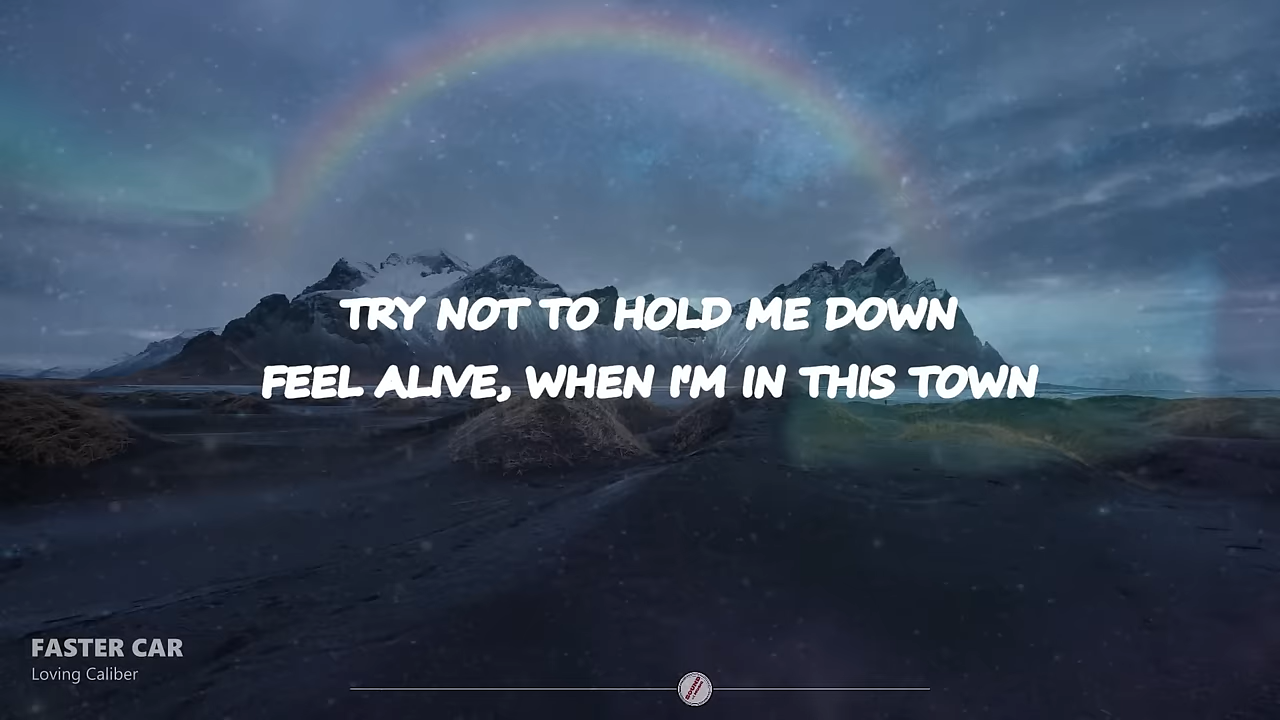 TRY NOT TO HOLD ME DOWN
FEEL ALIVE, WHEN I'M IN THIS TOWN
FASTER CAR
Loving Caliber